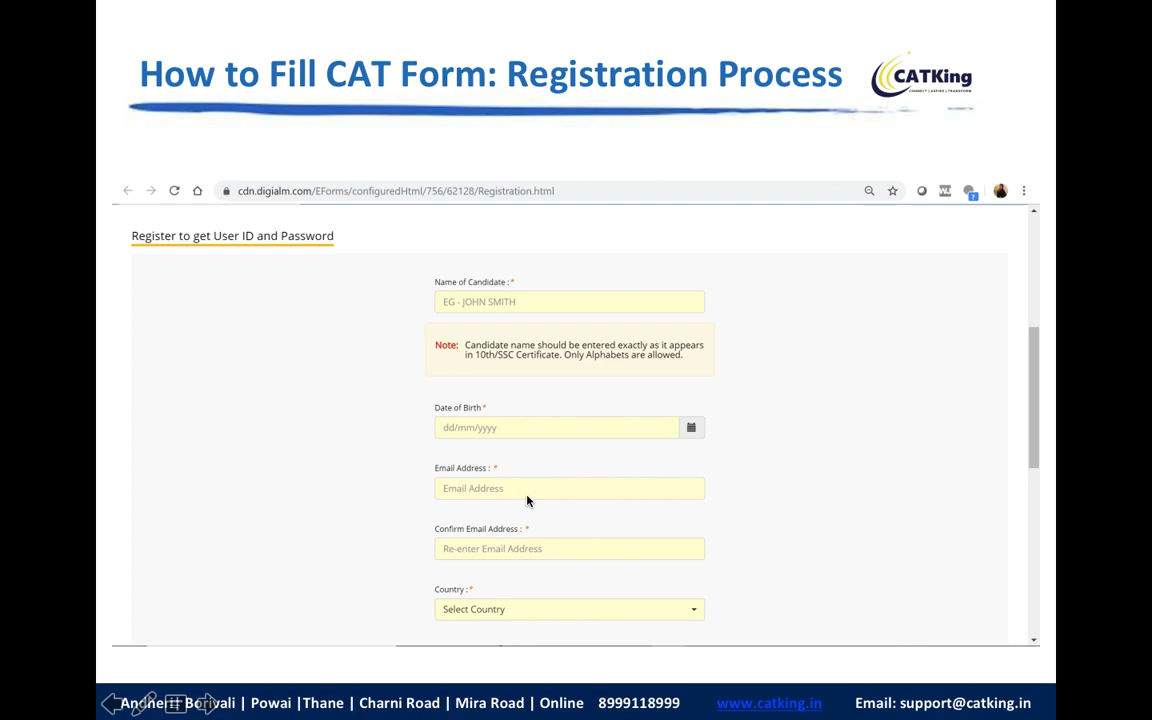 How to Fill CAT Form: Registration Process
CATKing
CONNECT | ASPIRE | TRANSFORM
cdn.digialm.com/EForms/configuredHtml/756/62128/Registration.html
Register to get User ID and Password
Name of Candidate : *
EG - JOHN SMITH
Note: Candidate name should be entered exactly as it appears
in 10th/SSC Certificate. Only Alphabets are allowed.
Date of Birth *
dd/mm/yyyy
Email Address : *
Email Address
Confirm Email Address : *
Re-enter Email Address
Country : *
Select Country
Andheri Borivali | Powai |Thane | Charni Road | Mira Road | Online 8999118999 www.catking.in Email: support@catking.in